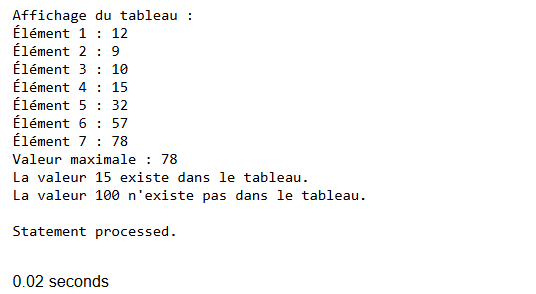 Affichage du tableau :
Élément 1 : 12
Élément 2 : 9
Élément 3 : 10
Élément 4 : 15
Élément 5 : 32
Élément 6 : 57
Élément 7 : 78
Valeur maximale : 78
La valeur 15 existe dans le tableau.
La valeur 100 n'existe pas dans le tableau.
Statement processed.
0.02 seconds